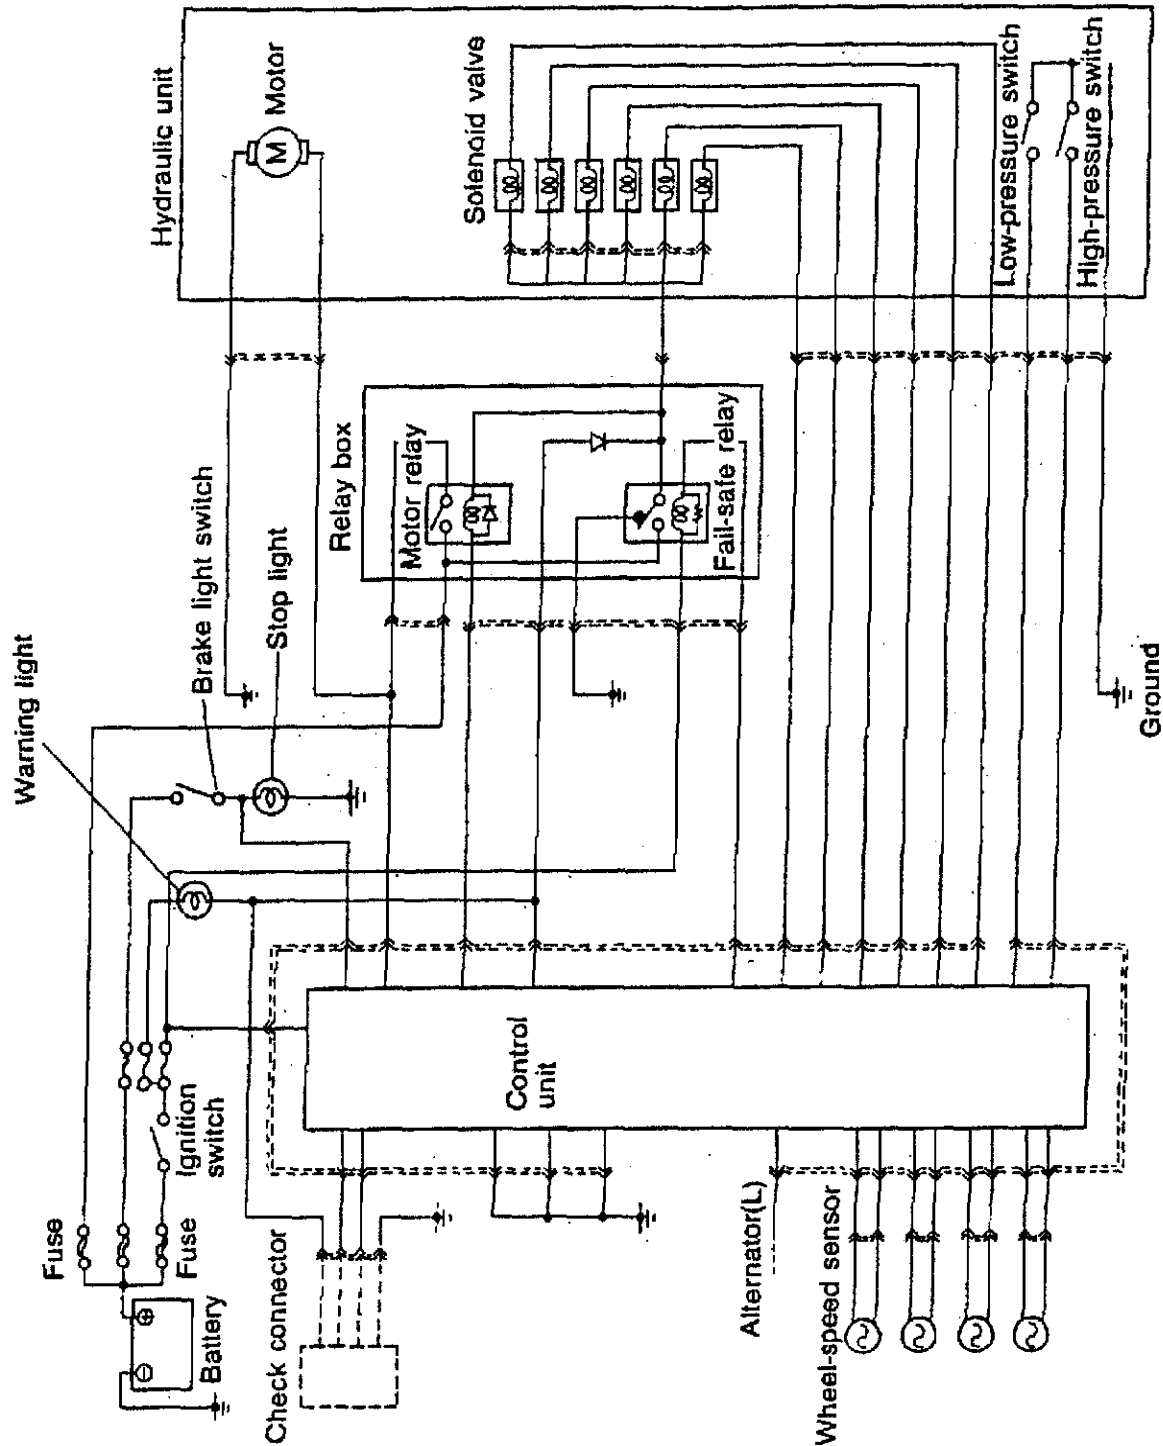 Warning light
Brake light switch
Stop light
Hydraulic unit
Motor
M
Solenoid valve
Low-pressure switch
High-pressure switch
Relay box
Motor relay
Fail-safe relay
Ground
Fuse
Fuse
Ignition
switch
Battery
Check connector
Control
unit
Alternator(L)
Wheel-speed sensor